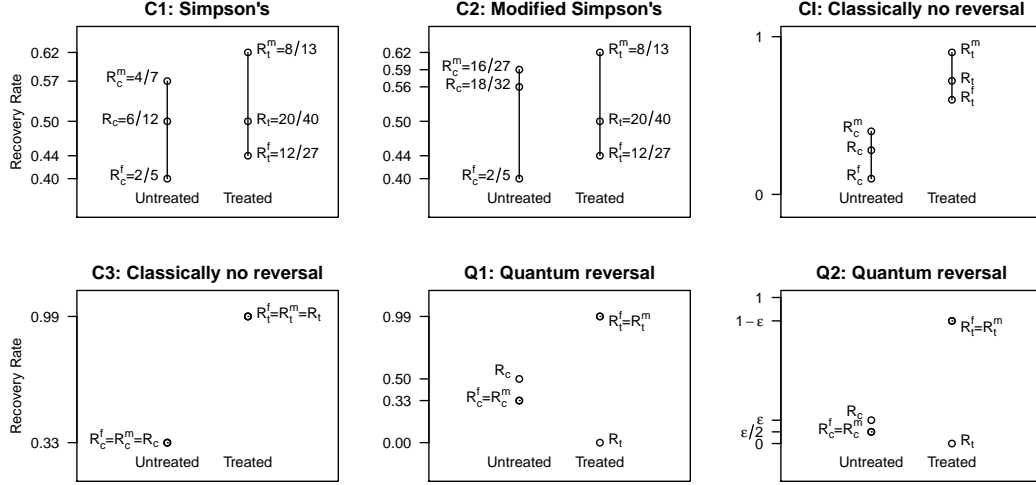 C1: Simpson's
Recovery Rate
0.62
0.57
0.50
0.44
0.40
R_c^m=4/7
R_c=6/12
R_c^f=2/5
R_t^m=8/13
R_t=20/40
R_t^f=12/27
Untreated Treated
C2: Modified Simpson's
0.62
0.59
0.56
0.50
0.44
0.40
R_c^m=16/27
R_c=18/32
R_c^f=2/5
R_t^m=8/13
R_t=20/40
R_t^f=12/27
Untreated Treated
CI: Classically no reversal
1
0
R_c^m
R_c
R_c^f
R_t^m
R_t
R_t^f
Untreated Treated
C3: Classically no reversal
Recovery Rate
0.99
0.33
R_c^f=R_c^m=R_c
R_t^f=R_t^m=R_t
Untreated Treated
Q1: Quantum reversal
0.99
0.50
0.33
0.00
R_c
R_c^f=R_c^m
R_t^f=R_t^m
R_t
Untreated Treated
Q2: Quantum reversal
1
1−ε
ε
ε/2
0
R_c
R_c^f=R_c^m
R_t^f=R_t^m
R_t
Untreated Treated